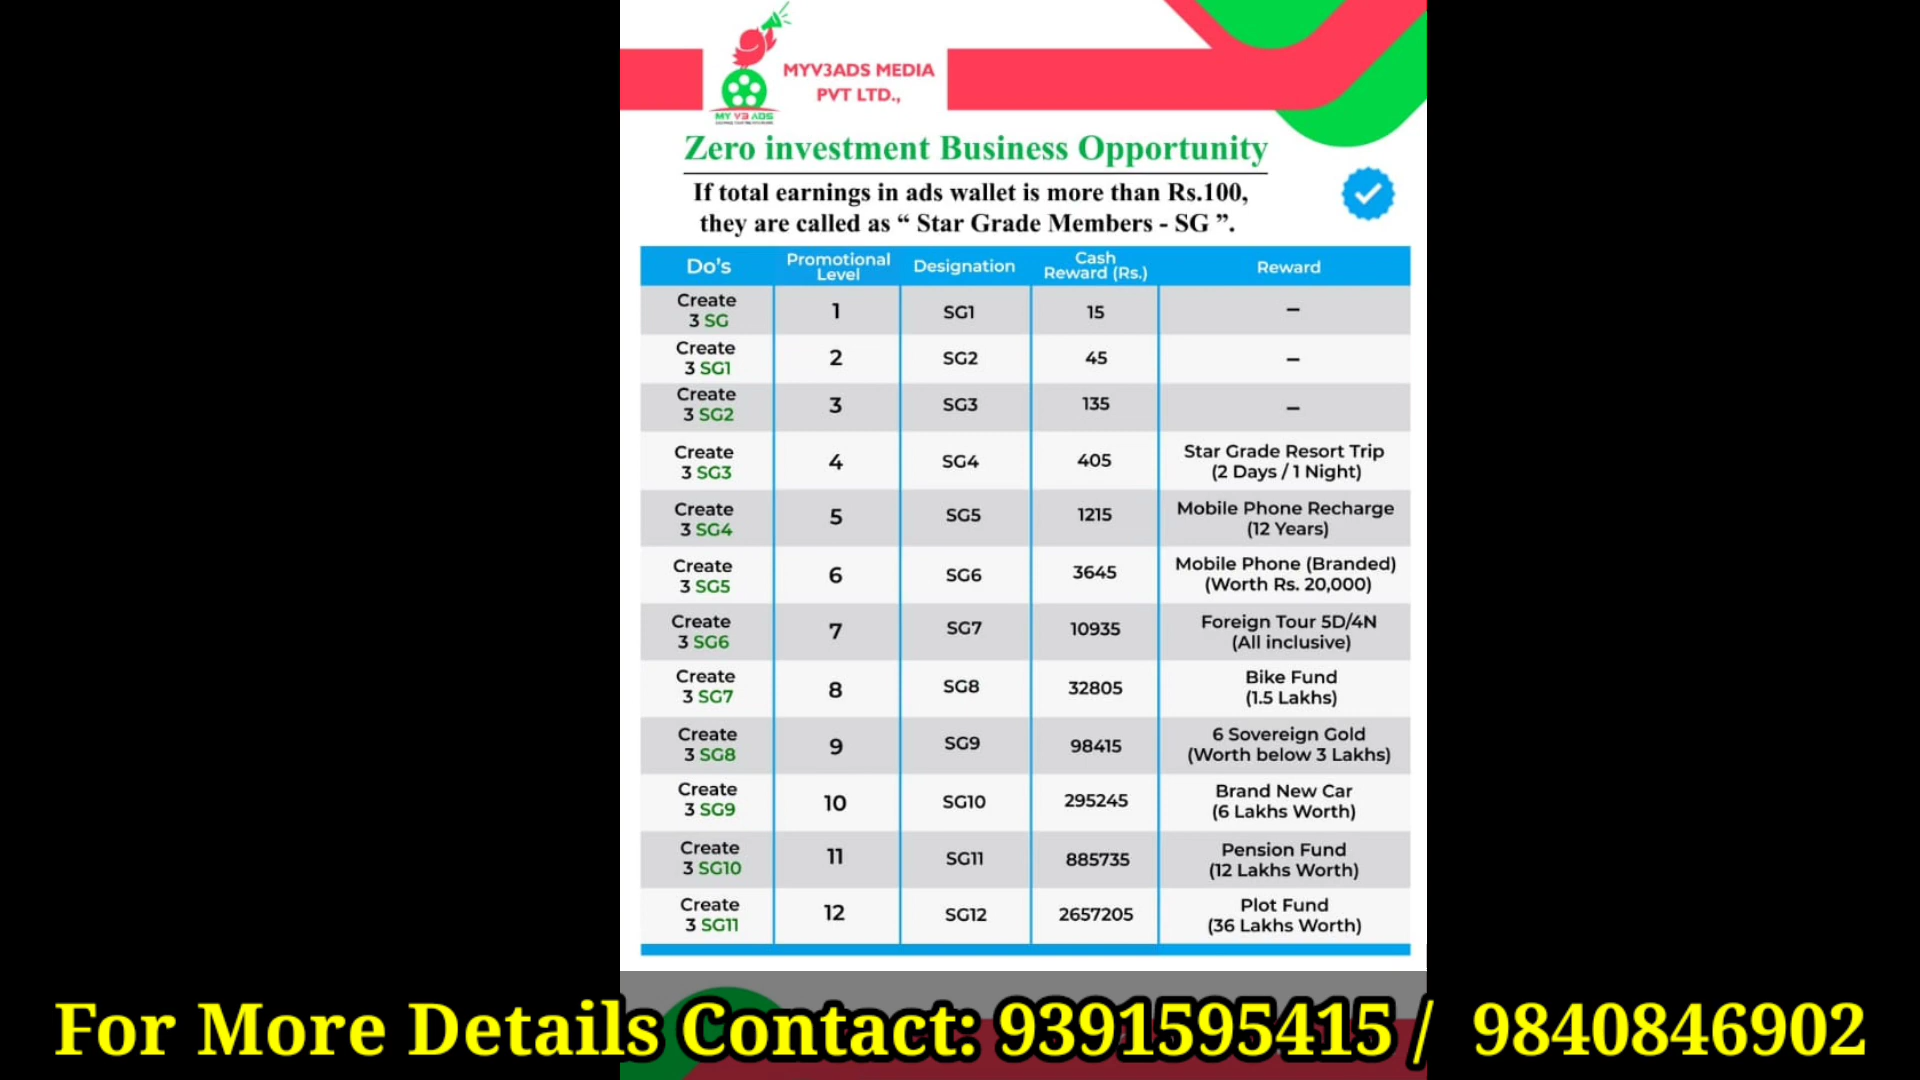 MYV3ADS MEDIA
PVT LTD.,
MY V3 ADS
Zero investment Business Opportunity
If total earnings in ads wallet is more than Rs.100,
they are called as “ Star Grade Members - SG ”.
Do's Promotional Level Designation Cash Reward (Rs.) Reward
Create 3 SG 1 SG1 15 –
Create 3 SG1 2 SG2 45 –
Create 3 SG2 3 SG3 135 –
Create 3 SG3 4 SG4 405 Star Grade Resort Trip (2 Days / 1 Night)
Create 3 SG4 5 SG5 1215 Mobile Phone Recharge (12 Years)
Create 3 SG5 6 SG6 3645 Mobile Phone (Branded) (Worth Rs. 20,000)
Create 3 SG6 7 SG7 10935 Foreign Tour 5D/4N (All inclusive)
Create 3 SG7 8 SG8 32805 Bike Fund (1.5 Lakhs)
Create 3 SG8 9 SG9 98415 6 Sovereign Gold (Worth below 3 Lakhs)
Create 3 SG9 10 SG10 295245 Brand New Car (6 Lakhs Worth)
Create 3 SG10 11 SG11 885735 Pension Fund (12 Lakhs Worth)
Create 3 SG11 12 SG12 2657205 Plot Fund (36 Lakhs Worth)
For More Details Contact: 9391595415 / 9840846902